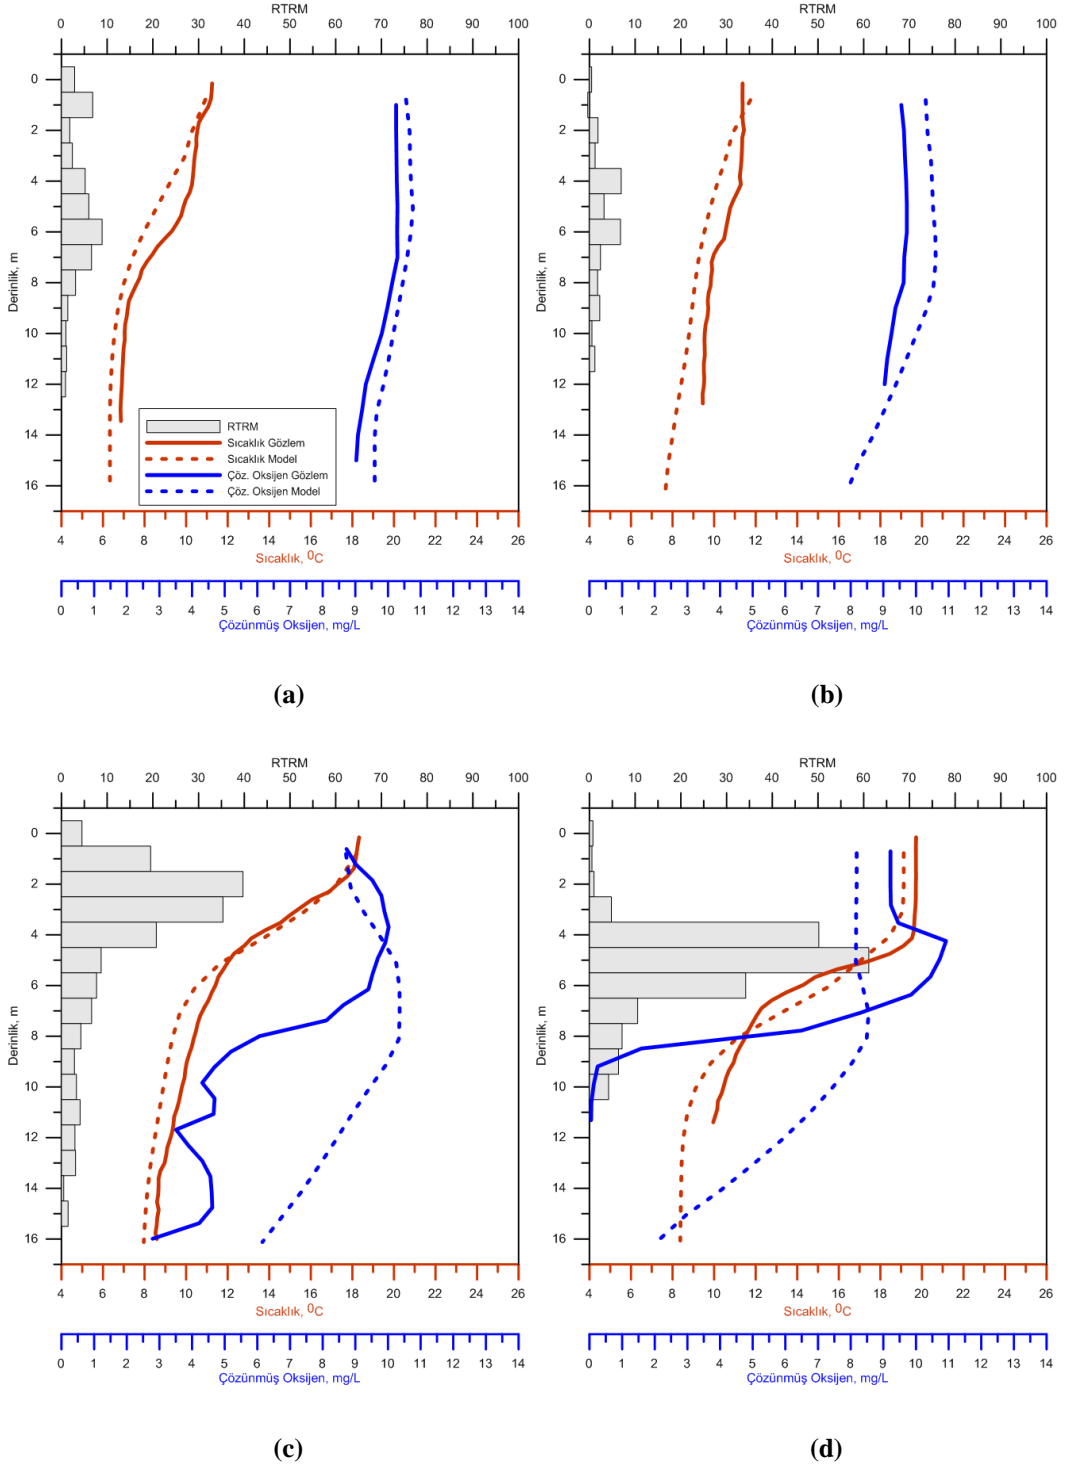 RTRM
0 10 20 30 40 50 60 70 80 90 100
0
2
4
6
8
10
12
14
16
Derinlik, m
RTRM
Sıcaklık Gözlem
Sıcaklık Model
Çöz. Oksijen Gözlem
Çöz. Oksijen Model
4 6 8 10 12 14 16 18 20 22 24 26
Sıcaklık, ⁰C
0 1 2 3 4 5 6 7 8 9 10 11 12 13 14
Çözünmüş Oksijen, mg/L
(a)
RTRM
0 10 20 30 40 50 60 70 80 90 100
0
2
4
6
8
10
12
14
16
Derinlik, m
4 6 8 10 12 14 16 18 20 22 24 26
Sıcaklık, ⁰C
0 1 2 3 4 5 6 7 8 9 10 11 12 13 14
Çözünmüş Oksijen, mg/L
(b)
RTRM
0 10 20 30 40 50 60 70 80 90 100
0
2
4
6
8
10
12
14
16
Derinlik, m
4 6 8 10 12 14 16 18 20 22 24 26
Sıcaklık, ⁰C
0 1 2 3 4 5 6 7 8 9 10 11 12 13 14
Çözünmüş Oksijen, mg/L
(c)
RTRM
0 10 20 30 40 50 60 70 80 90 100
0
2
4
6
8
10
12
14
16
Derinlik, m
4 6 8 10 12 14 16 18 20 22 24 26
Sıcaklık, ⁰C
0 1 2 3 4 5 6 7 8 9 10 11 12 13 14
Çözünmüş Oksijen, mg/L
(d)